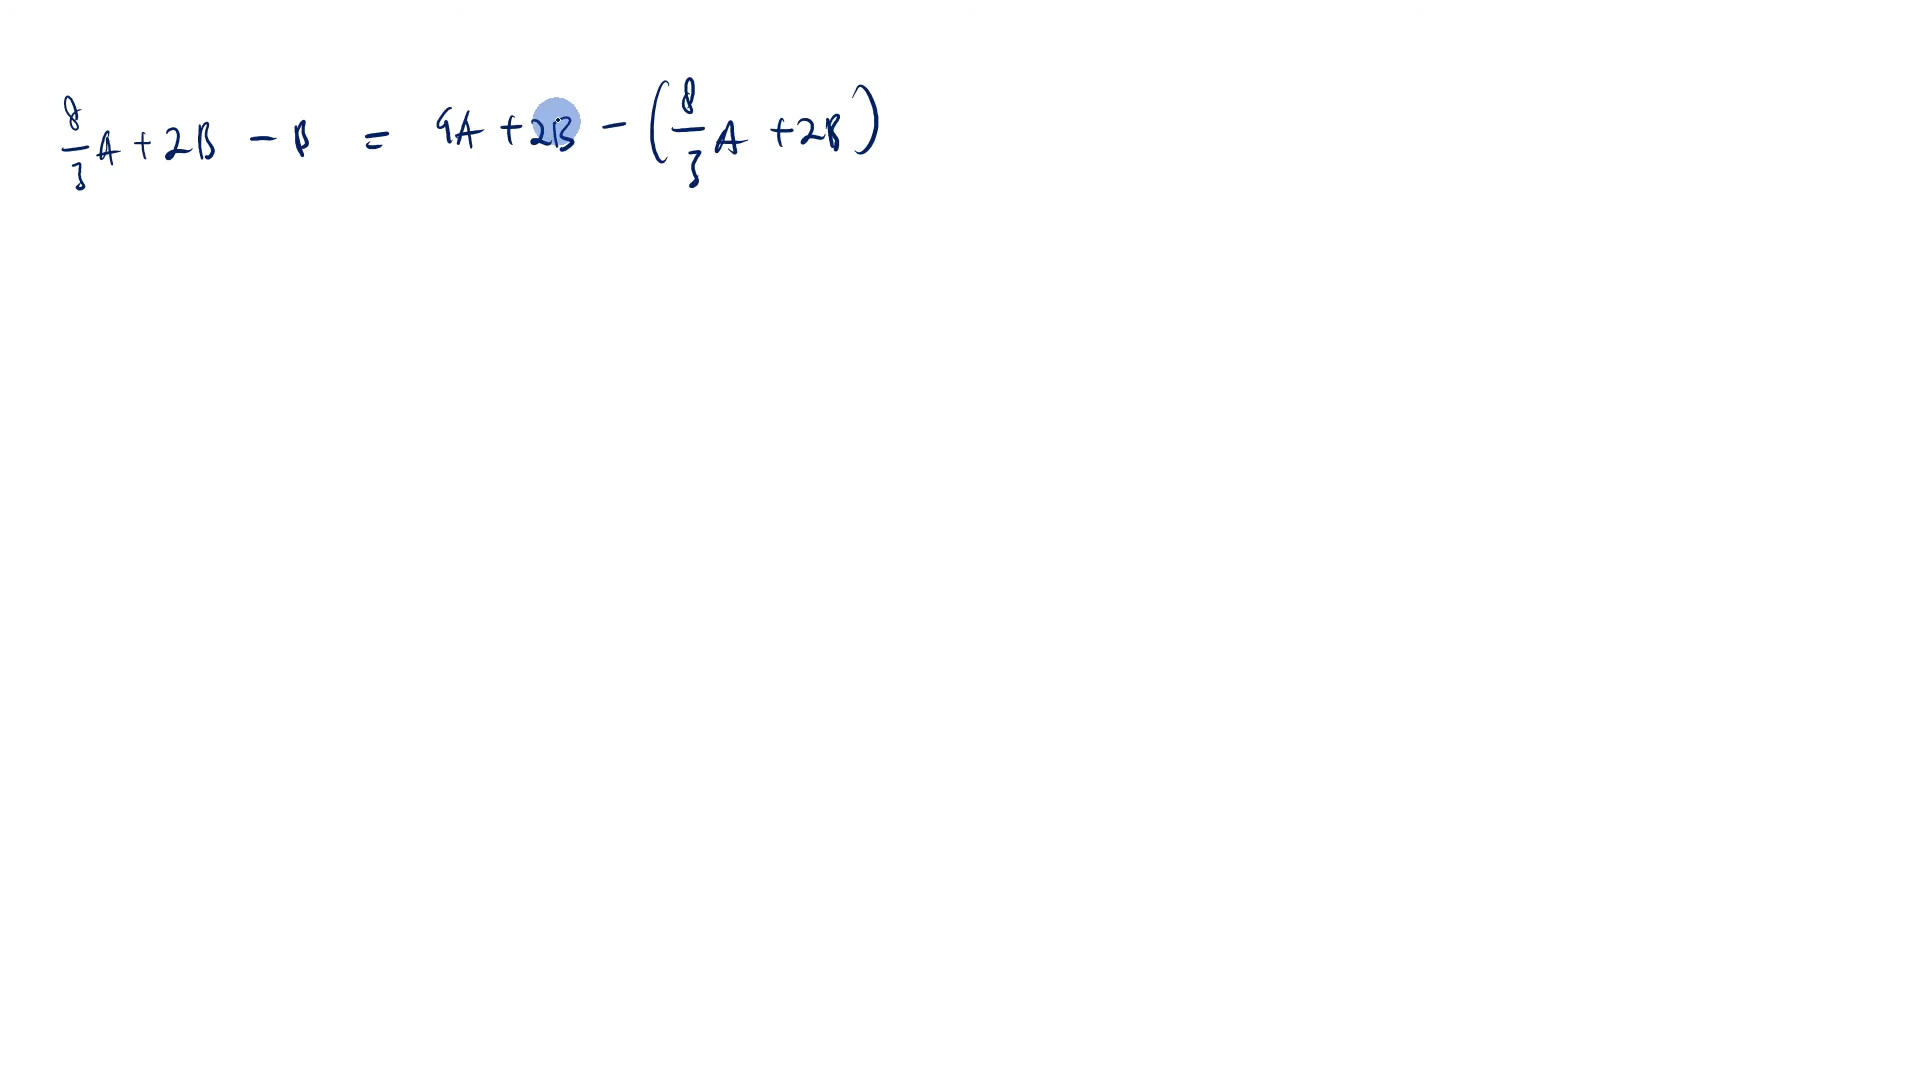 8/3 A + 2B - B = 9A + 2B - (8/3 A + 2B)